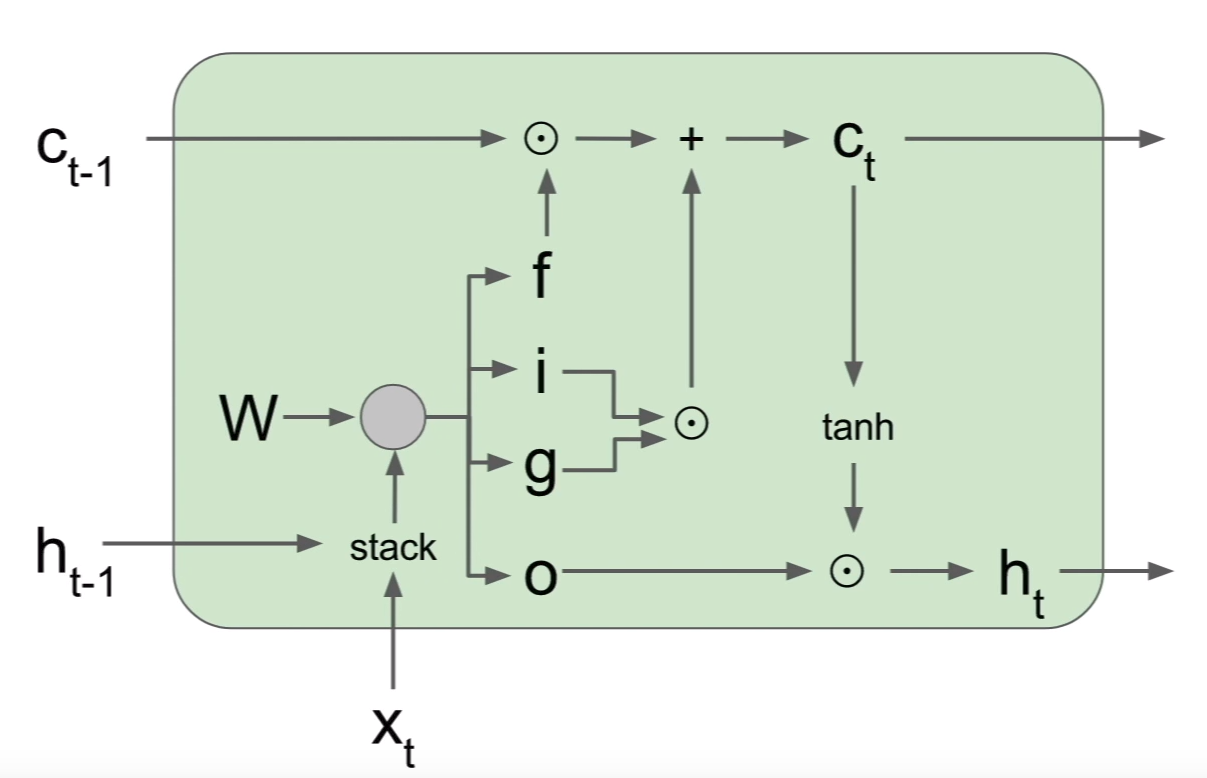 c_t-1 ⊙ + c_t
f
i
W ⊙ tanh
g
h_t-1 stack o ⊙ h_t
x_t